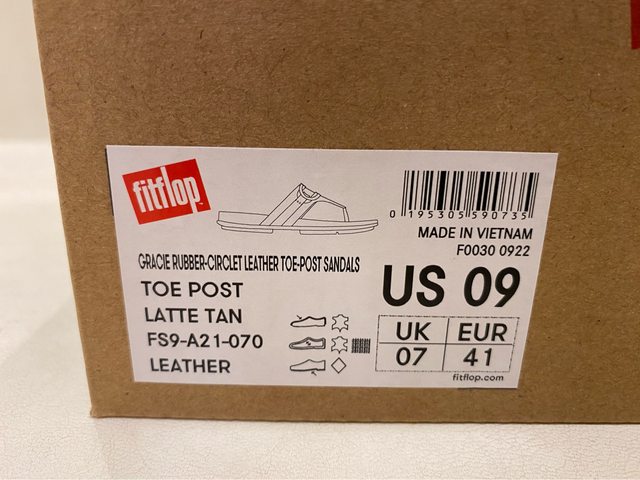 fitflop
0 195305 590735
MADE IN VIETNAM
F0030 0922
GRACIE RUBBER-CIRCLET LEATHER TOE-POST SANDALS
TOE POST
LATTE TAN
FS9-A21-070
LEATHER
US 09
UK EUR
07 41
fitflop.com